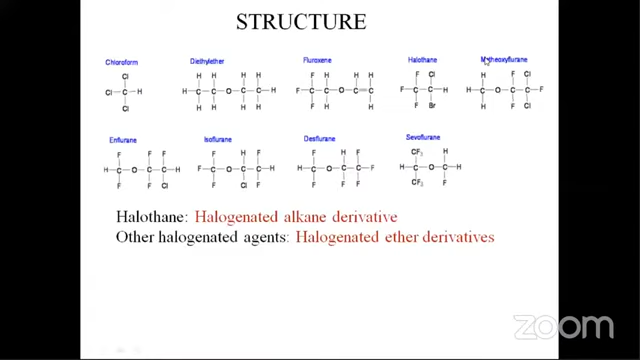 STRUCTURE
Chloroform Diethylether Fluroxene Halothane Metheoxyflurane
Enflurane Isoflurane Desflurane Sevoflurane
Halothane: Halogenated alkane derivative
Other halogenated agents: Halogenated ether derivatives
zoom